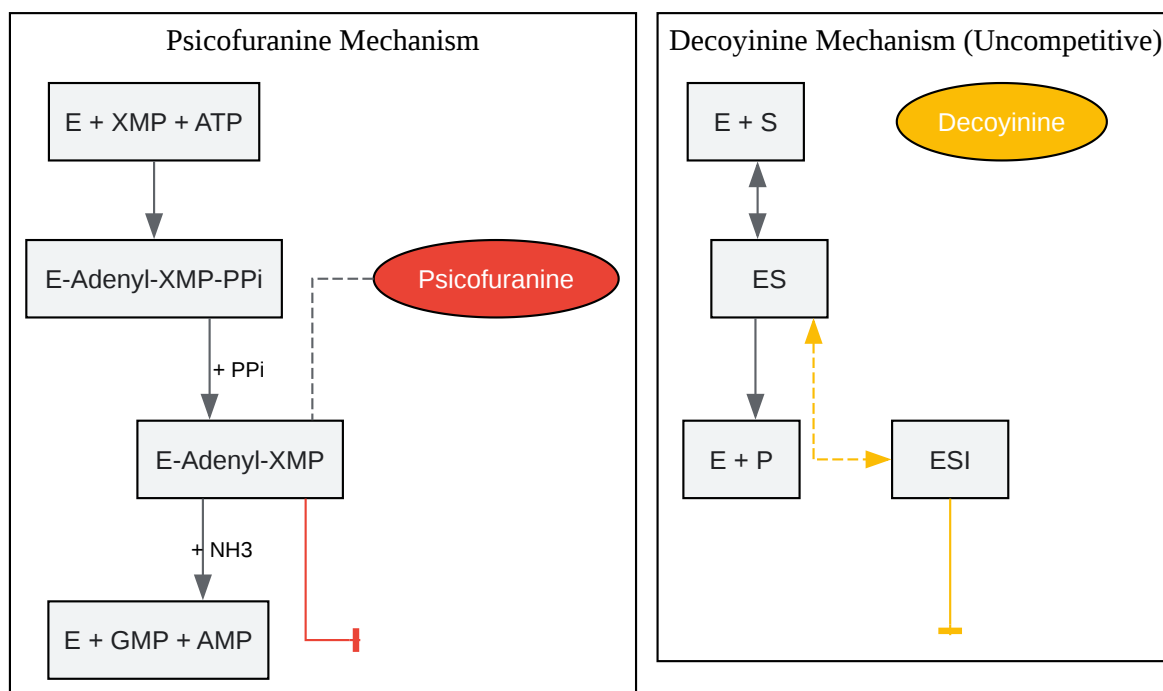 Psicofuranine Mechanism
E + XMP + ATP
E-Adenyl-XMP-PPi
Psicofuranine
+ PPi
E-Adenyl-XMP
+ NH3
E + GMP + AMP
Decoyinine Mechanism (Uncompetitive)
E + S
Decoyinine
ES
E + P
ESI